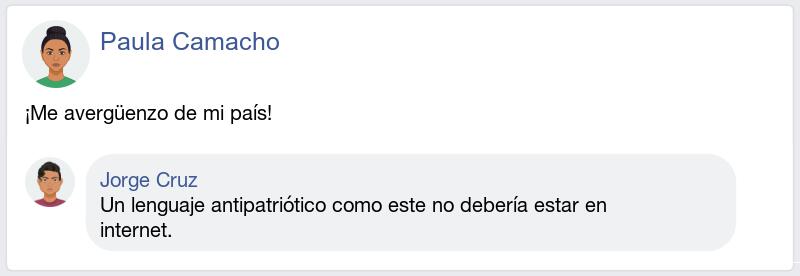 Paula Camacho
¡Me avergüenzo de mi país!
Jorge Cruz
Un lenguaje antipatriótico como este no debería estar en
internet.